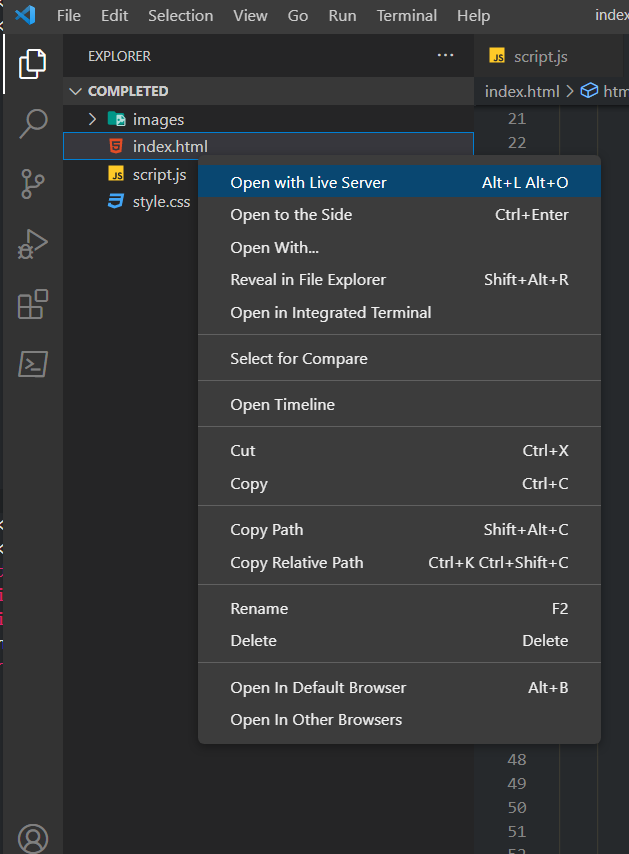 File Edit Selection View Go Run Terminal Help index
EXPLORER ... JS script.js
COMPLETED index.html > htm
images 21
index.html 22
JS script.js
style.css
Open with Live Server Alt+L Alt+O
Open to the Side Ctrl+Enter
Open With...
Reveal in File Explorer Shift+Alt+R
Open in Integrated Terminal
Select for Compare
Open Timeline
Cut Ctrl+X
Copy Ctrl+C
Copy Path Shift+Alt+C
Copy Relative Path Ctrl+K Ctrl+Shift+C
Rename F2
Delete Delete
Open In Default Browser Alt+B
Open In Other Browsers
48
49
50
51